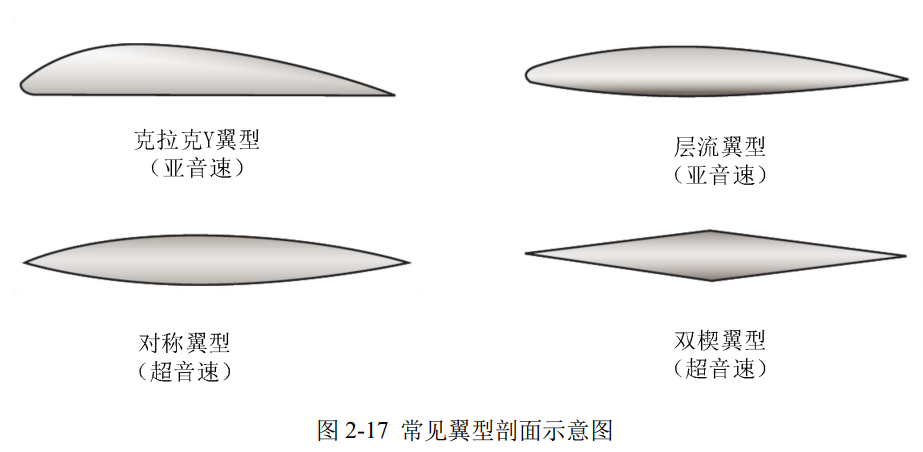 克拉克Y翼型
（亚音速）
层流翼型
（亚音速）
对称翼型
（超音速）
双楔翼型
（超音速）
图 2-17 常见翼型剖面示意图